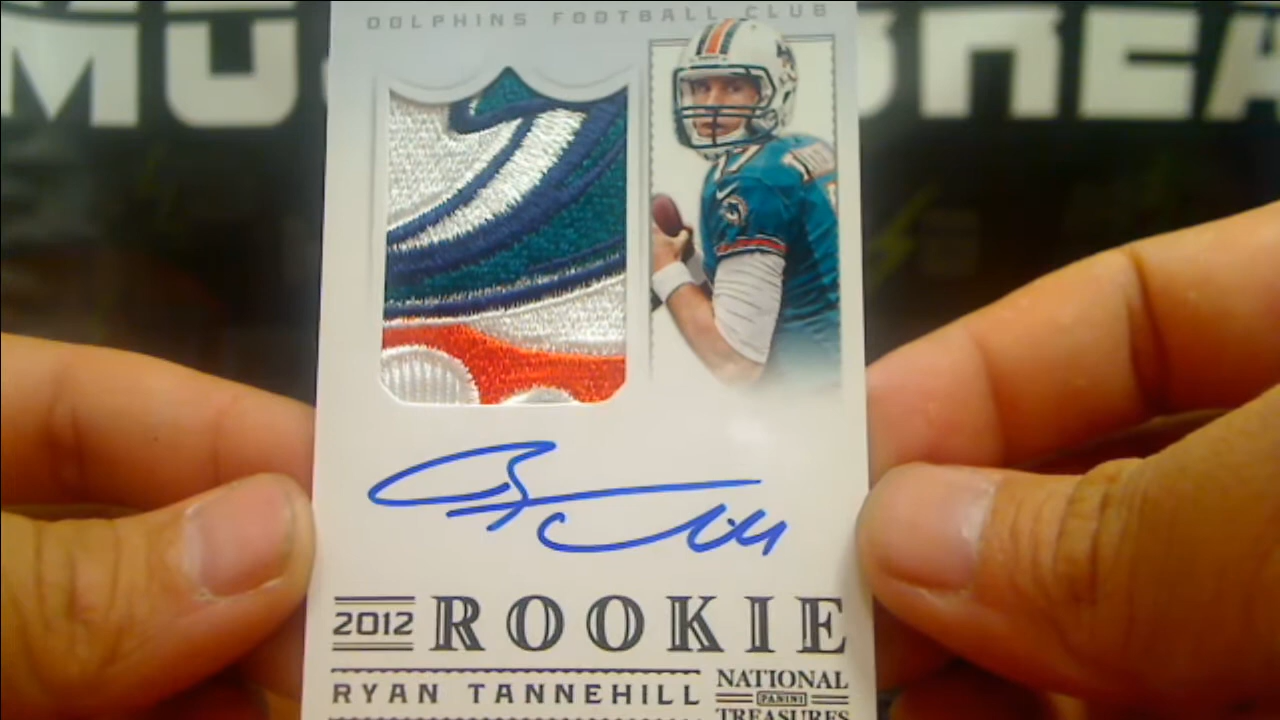 DOLPHINS FOOTBALL CLUB
2012 ROOKIE
RYAN TANNEHILL
NATIONAL
PANINI
TREASURES